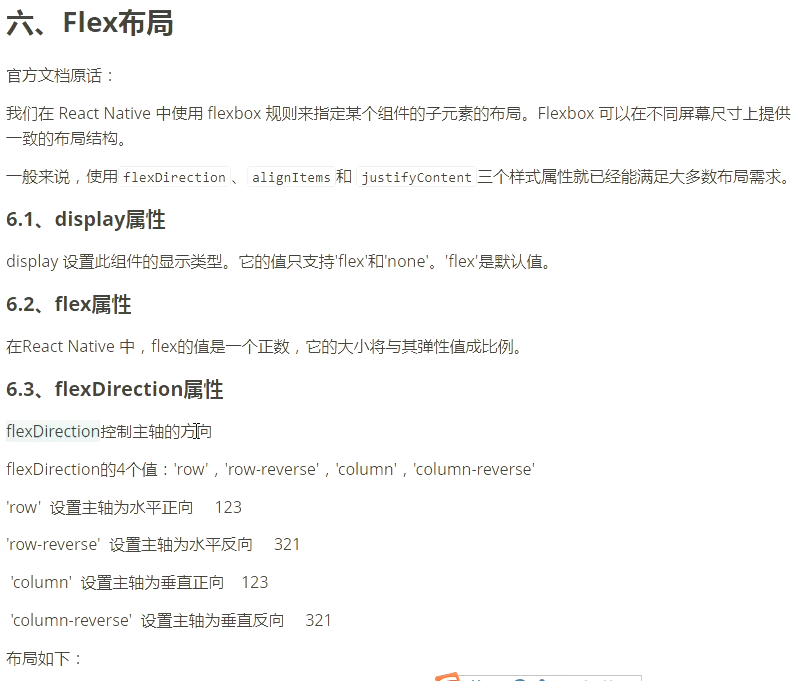 六、Flex布局
官方文档原话：
我们在 React Native 中使用 flexbox 规则来指定某个组件的子元素的布局。Flexbox 可以在不同屏幕尺寸上提供
一致的布局结构。
一般来说，使用 flexDirection 、 alignItems 和 justifyContent 三个样式属性就已经能满足大多数布局需求。
6.1、display属性
display 设置此组件的显示类型。它的值只支持'flex'和'none'。'flex'是默认值。
6.2、flex属性
在React Native 中，flex的值是一个正数，它的大小将与其弹性值成比例。
6.3、flexDirection属性
flexDirection控制主轴的方向
flexDirection的4个值：'row'，'row-reverse'，'column'，'column-reverse'
'row' 设置主轴为水平正向 123
'row-reverse' 设置主轴为水平反向 321
'column' 设置主轴为垂直正向 123
'column-reverse' 设置主轴为垂直反向 321
布局如下：